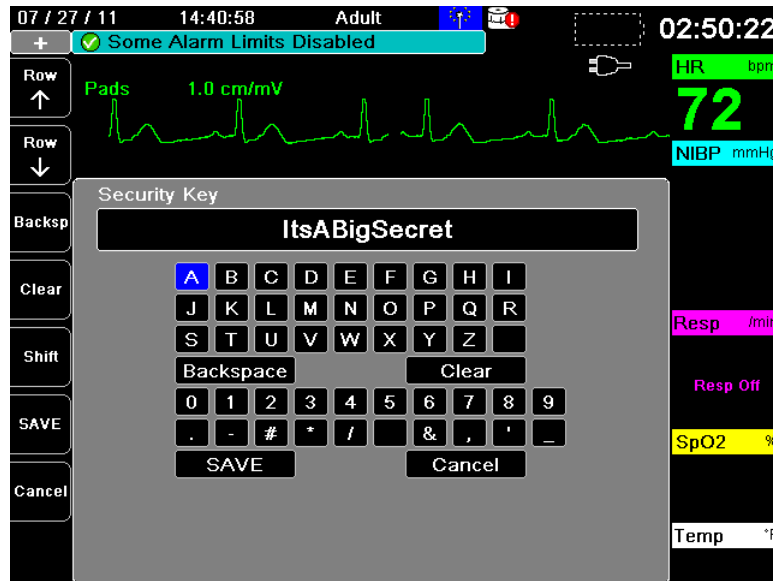 07 / 27 / 11 14:40:58 Adult
02:50:22
+ Some Alarm Limits Disabled
Row
Pads 1.0 cm/mV
HR bpm
72
Row
NIBP mmHg
Security Key
Backsp
ItsABigSecret
A B C D E F G H I
Clear
J K L M N O P Q R
Resp /min
S T U V W X Y Z
Shift
Backspace Clear
Resp Off
0 1 2 3 4 5 6 7 8 9
SAVE
. - # * / & , ' _
SpO2 %
SAVE Cancel
Cancel
Temp °F